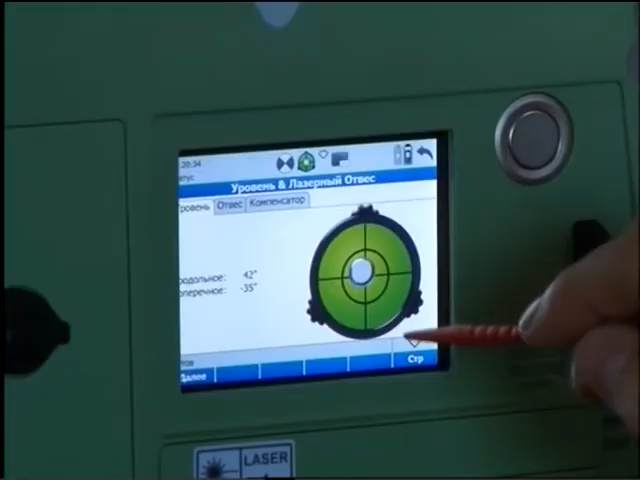 20:34
Уровень & Лазерный Отвес
Отвес Компенсатор
42"
-35"
Далее Стр
LASER